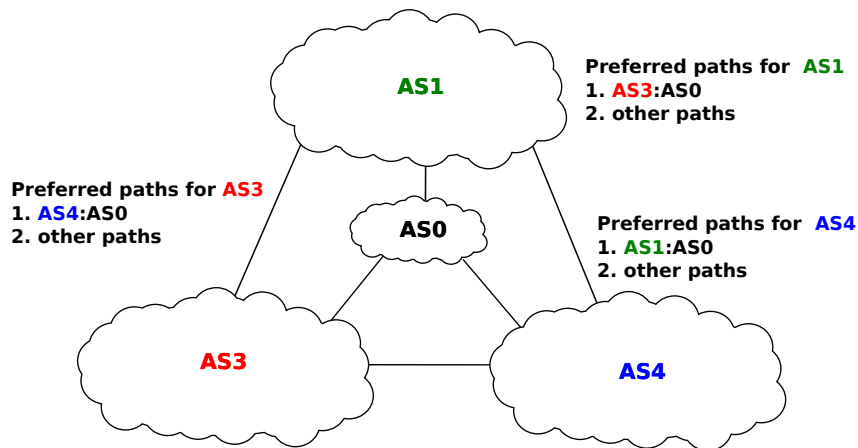 AS1
Preferred paths for AS1
1. AS3:AS0
2. other paths
Preferred paths for AS3
1. AS4:AS0
2. other paths
AS0
Preferred paths for AS4
1. AS1:AS0
2. other paths
AS3
AS4